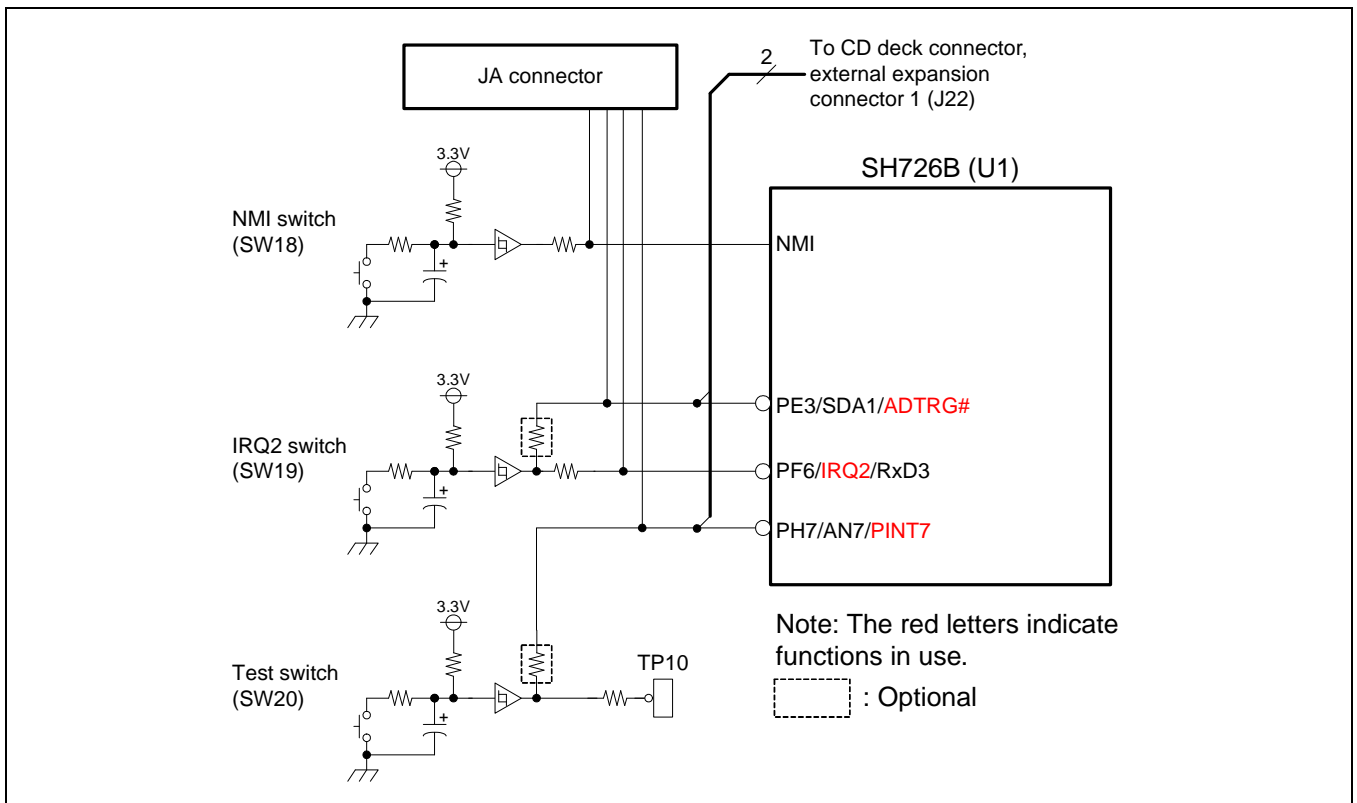 JA connector
2
To CD deck connector,
external expansion
connector 1 (J22)
3.3V
SH726B (U1)
NMI switch
(SW18)
NMI
3.3V
PE3/SDA1/ADTRG#
IRQ2 switch
(SW19)
PF6/IRQ2/RxD3
PH7/AN7/PINT7
3.3V
Note: The red letters indicate
functions in use.
Test switch
(SW20)
TP10
: Optional
+
+
+